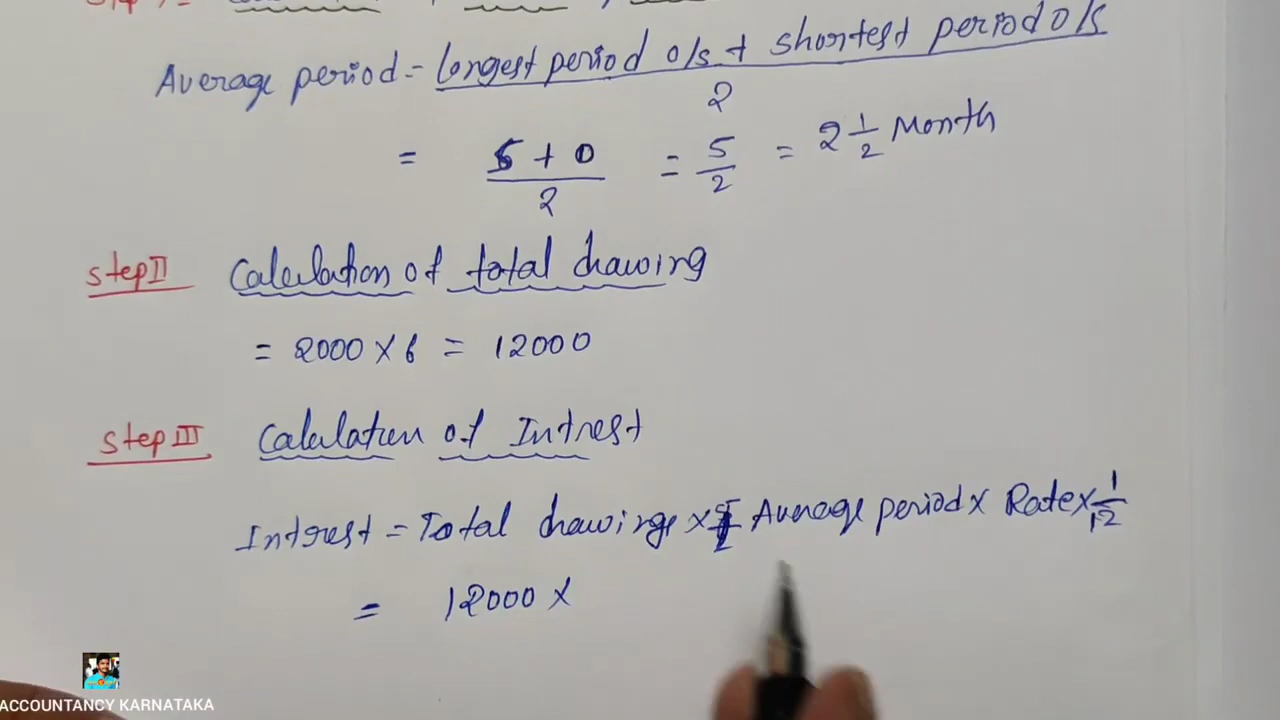 Average period = longest period o/s + shortest period o/s
2
= 5 + 0 = 5 = 2 1/2 Month
2 2
Step II Calculation of total drawing
= 2000 × 6 = 12000
Step III Calculation of Intrest
Intrest = Total drawings × Average period × Rate × 1/12
= 12000 ×
ACCOUNTANCY KARNATAKA